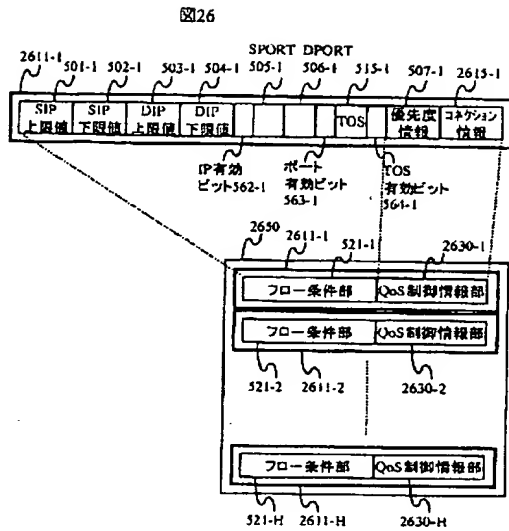 図26
SPORT DPORT
2611-1 501-1 502-1 503-1 504-1 505-1 506-1 515-1 507-1 2615-1
SIP
上限値
SIP
下限値
DIP
上限値
DIP
下限値
TOS
優先度
情報
コネクション
情報
IP有効
ビット562-1
ポート
有効ビット
563-1
TOS
有効ビット
564-1
2650
2611-1 521-1 2630-1
フロー条件部 QoS制御情報部
フロー条件部 QoS制御情報部
521-2 2611-2 2630-2
フロー条件部 QoS制御情報部
521-H 2611-H 2630-H